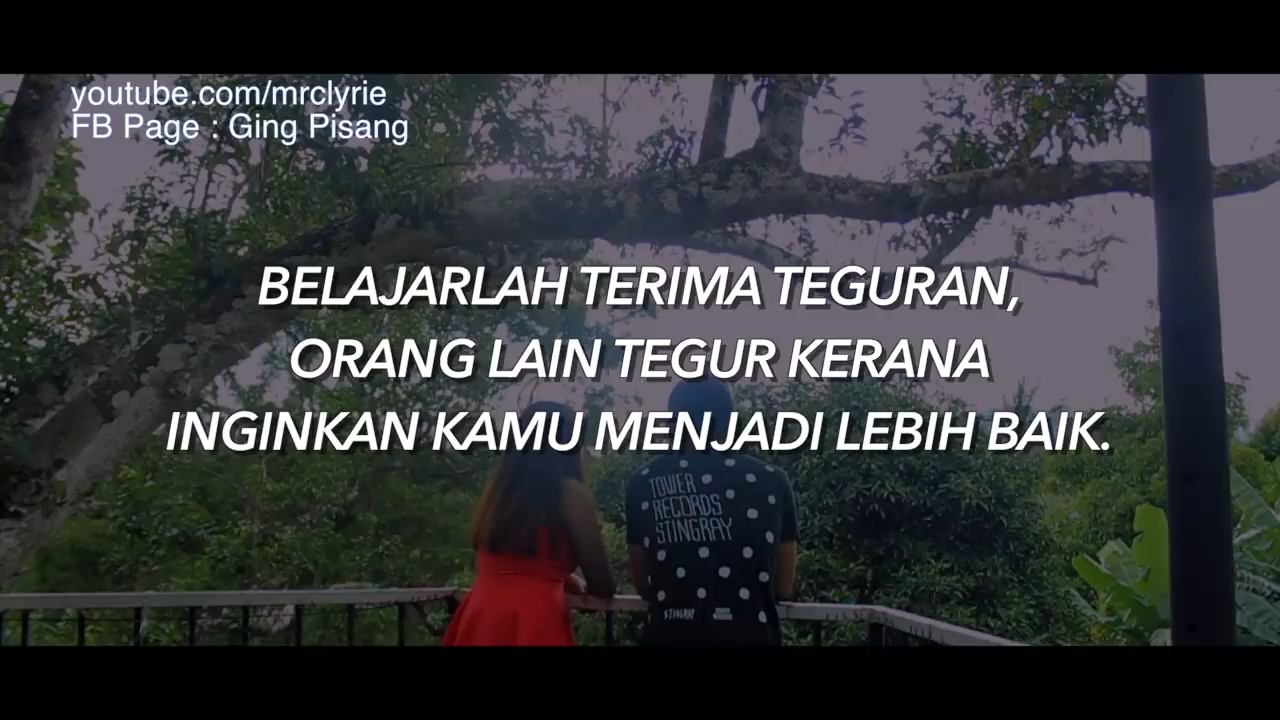 youtube.com/mrclyrie
FB Page : Ging Pisang
BELAJARLAH TERIMA TEGURAN,
ORANG LAIN TEGUR KERANA
INGINKAN KAMU MENJADI LEBIH BAIK.
TOWER
RECORDS
STINGRAY
STINGRAY